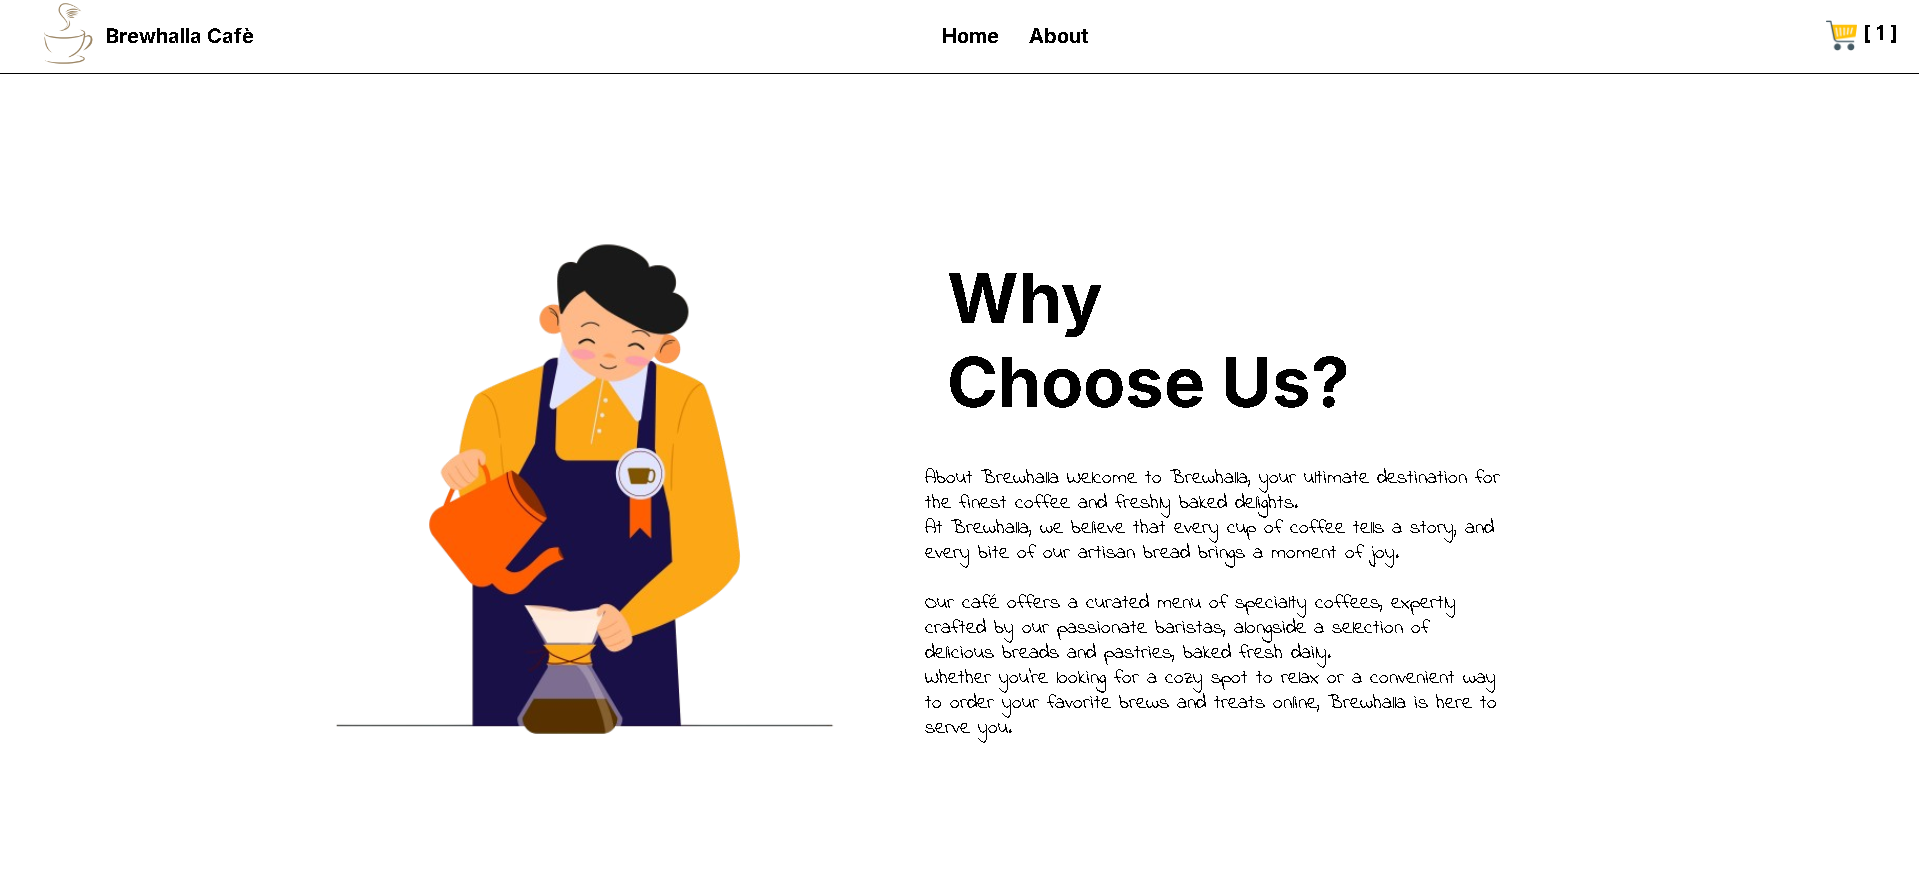 Brewhalla Cafè
Home About
[ 1 ]
Why
Choose Us?
About Brewhalla Welcome to Brewhalla, your ultimate destination for
the finest coffee and freshly baked delights.
At Brewhalla, we believe that every cup of coffee tells a story, and
every bite of our artisan bread brings a moment of joy.
Our café offers a curated menu of specialty coffees, expertly
crafted by our passionate baristas, alongside a selection of
delicious breads and pastries, baked fresh daily.
Whether you're looking for a cozy spot to relax or a convenient way
to order your favorite brews and treats online, Brewhalla is here to
serve you.